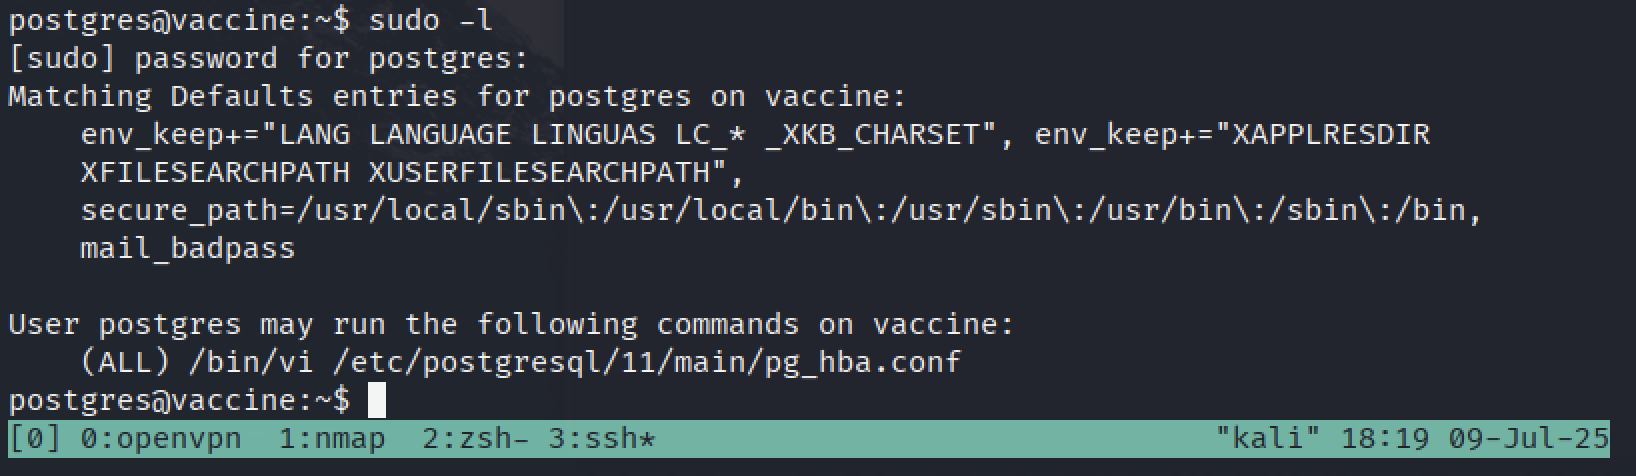 postgres@vaccine:~$ sudo -l
[sudo] password for postgres:
Matching Defaults entries for postgres on vaccine:
    env_keep+="LANG LANGUAGE LINGUAS LC_* _XKB_CHARSET", env_keep+="XAPPLRESDIR
    XFILESEARCHPATH XUSERFILESEARCHPATH",
    secure_path=/usr/local/sbin\:/usr/local/bin\:/usr/sbin\:/usr/bin\:/sbin\:/bin,
    mail_badpass

User postgres may run the following commands on vaccine:
    (ALL) /bin/vi /etc/postgresql/11/main/pg_hba.conf
postgres@vaccine:~$
[0] 0:openvpn  1:nmap  2:zsh- 3:ssh* "kali" 18:19 09-Jul-25